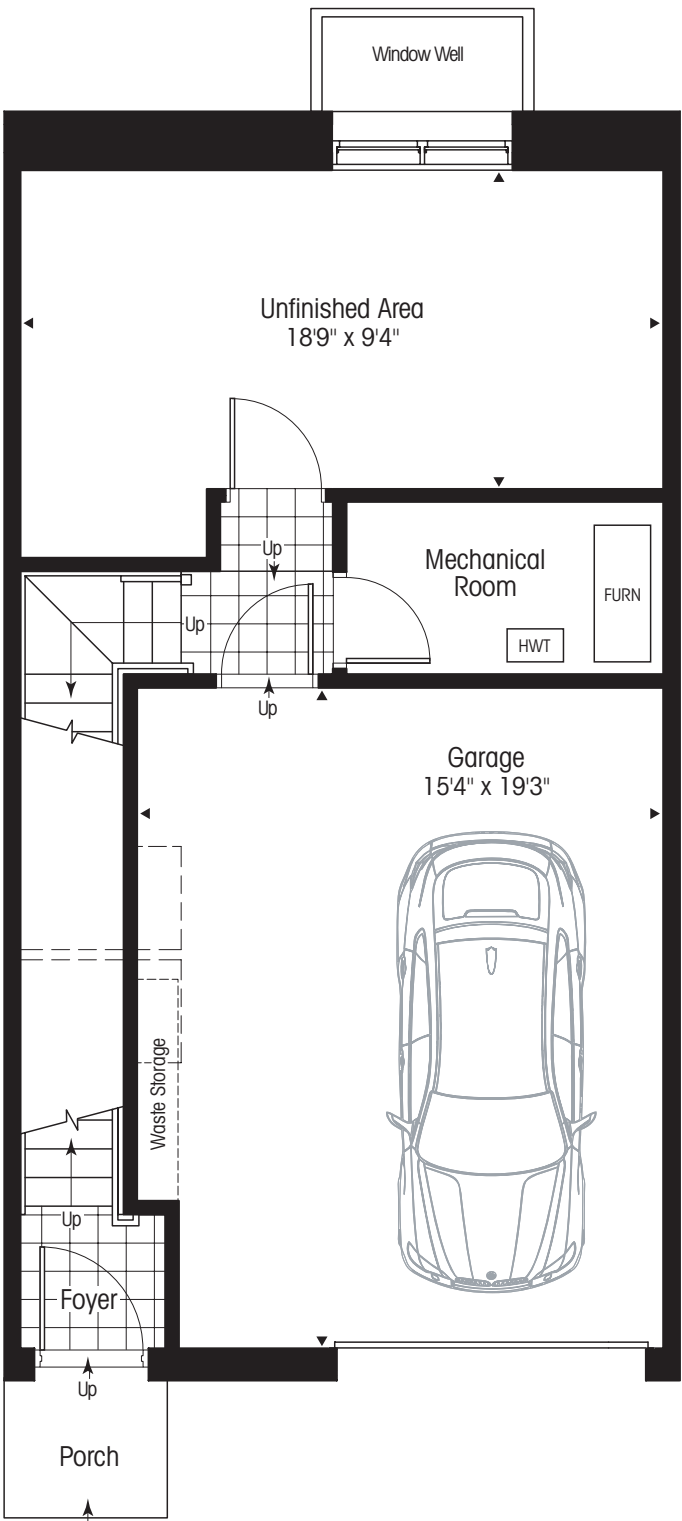 Window Well
Unfinished Area
18'9" x 9'4"
Up
Mechanical
Room
FURN
Up
HWT
Up
Garage
15'4" x 19'3"
Waste Storage
Up
Foyer
Up
Porch